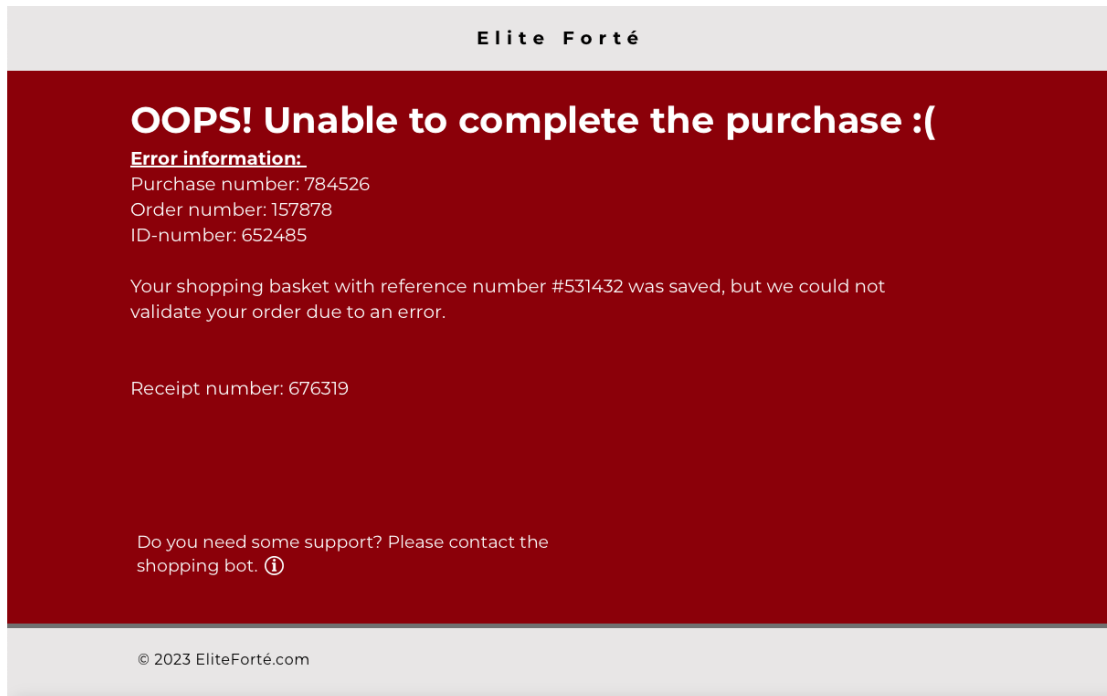 Elite Forté
OOPS! Unable to complete the purchase :(
Error information:
Purchase number: 784526
Order number: 157878
ID-number: 652485
Your shopping basket with reference number #531432 was saved, but we could not
validate your order due to an error.
Receipt number: 676319
Do you need some support? Please contact the
shopping bot.
© 2023 EliteForté.com